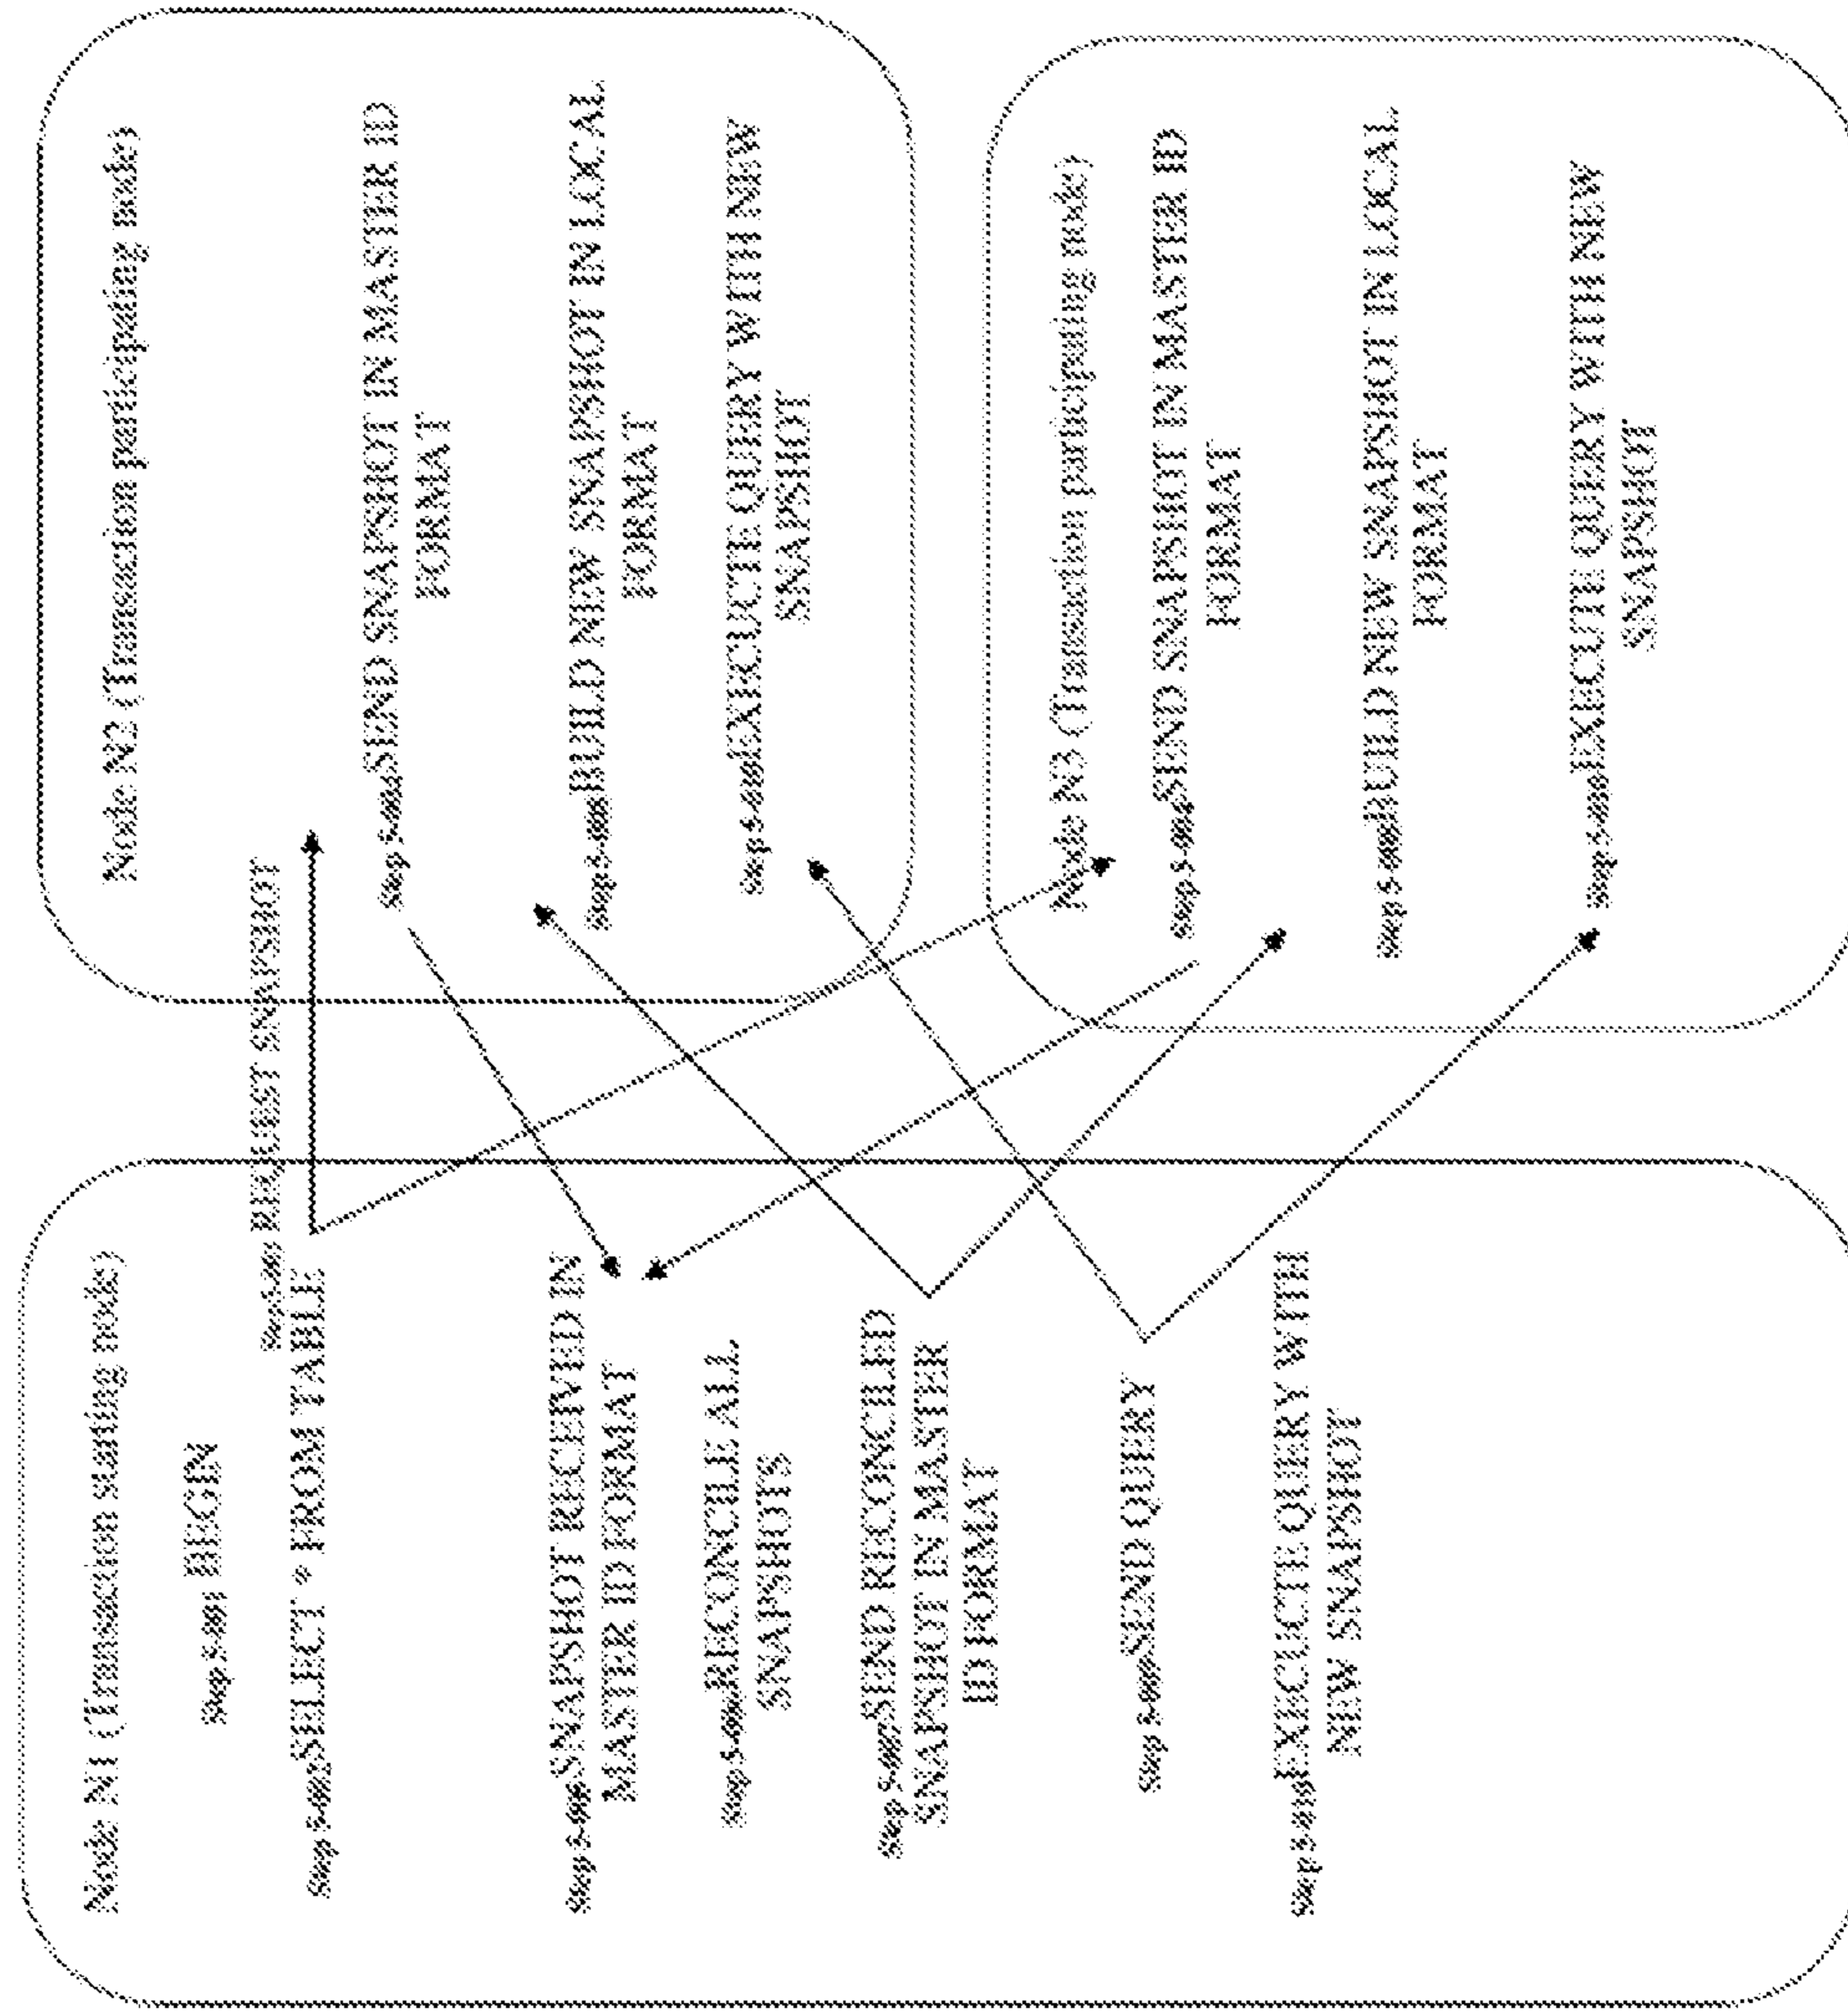 Node N1 (Transaction starting node)
BEGIN
REQUEST SNAPSHOT
SELECT * FROM TABLE
SNAPSHOT RECEIVED IN
MASTER ID FORMAT
RECONCILE ALL
SNAPSHOTS
SEND RECONCILED
SNAPSHOT IN MASTER
ID FORMAT
SEND QUERY
EXECUTE QUERY WITH
NEW SNAPSHOT
Node N2 (Transaction participating node)
SEND SNAPSHOT IN MASTER ID
FORMAT
BUILD NEW SNAPSHOT IN LOCAL
FORMAT
EXECUTE QUERY WITH NEW
SNAPSHOT
Node N3 (Transaction participating node)
SEND SNAPSHOT IN MASTER ID
FORMAT
BUILD NEW SNAPSHOT IN LOCAL
FORMAT
EXECUTE QUERY WITH NEW
SNAPSHOT